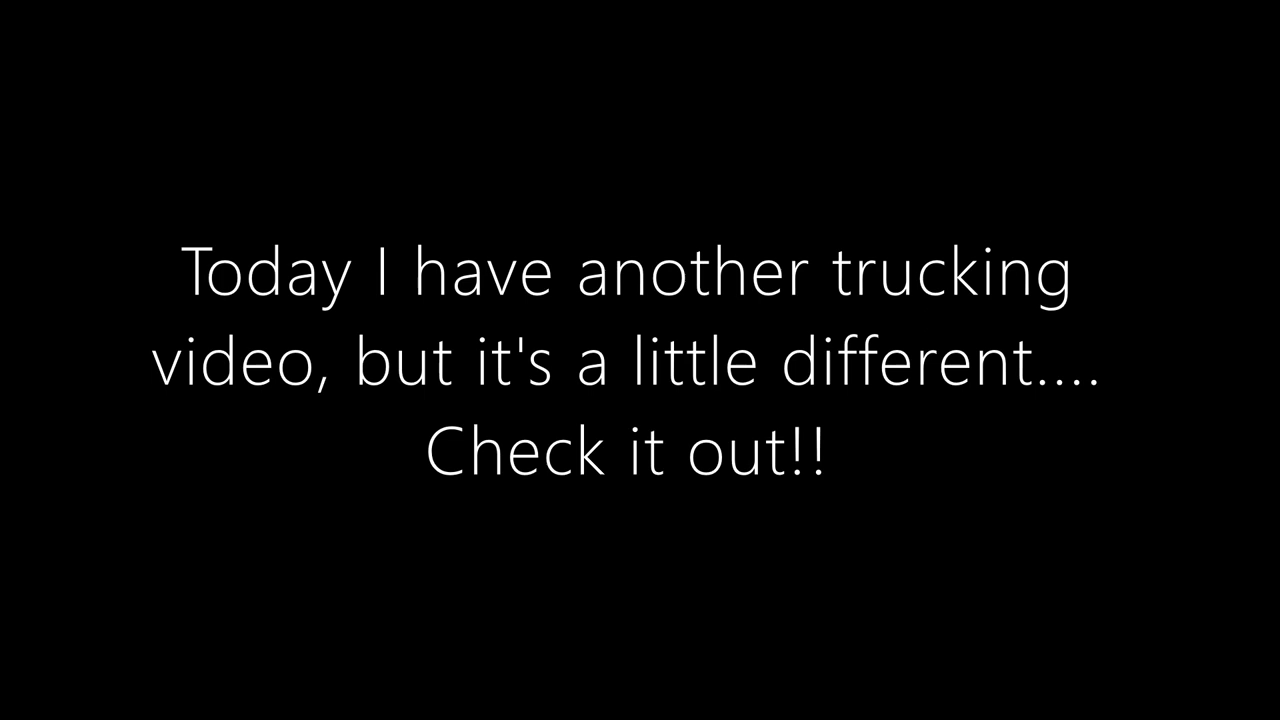 Today I have another trucking
video, but it's a little different....
Check it out!!